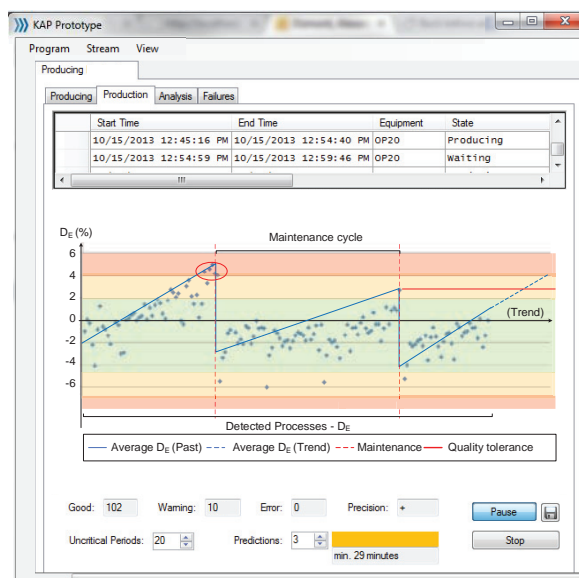 KAP Prototype
Program Stream View
Producing
Producing Production Analysis Failures
Start Time End Time Equipment State
10/15/2013 12:45:16 PM 10/15/2013 12:54:40 PM OP20 Producing
10/15/2013 12:54:59 PM 10/15/2013 12:59:46 PM OP20 Waiting
DE (%)
Maintenance cycle
6
4
2
0
-2
-4
-6
(Trend)
Detected Processes - DE
Average DE (Past) Average DE (Trend) Maintenance Quality tolerance
Good: 102 Warning: 10 Error: 0 Precision: + Pause
Uncritical Periods: 20 Predictions: 3 Stop
min. 29 minutes